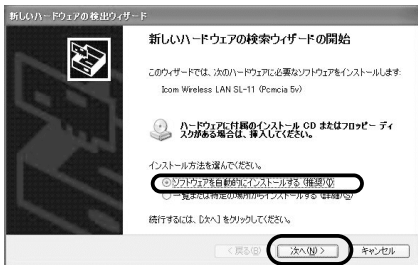 新しいハードウェアの検出ウィザード
新しいハードウェアの検索ウィザードの開始
このウィザードでは、次のハードウェアに必要なソフトウェアをインストールします:
Icom Wireless LAN SL-11 (Pcmcia 5v)
ハードウェアに付属のインストール CD またはフロッピー ディ
スクがある場合は、挿入してください。
インストール方法を選んでください。
ソフトウェアを自動的にインストールする (推奨)(I)
一覧または特定の場所からインストールする (詳細)(S)
続行するには、[次へ] をクリックしてください。
< 戻る(B)
次へ(N) >
キャンセル